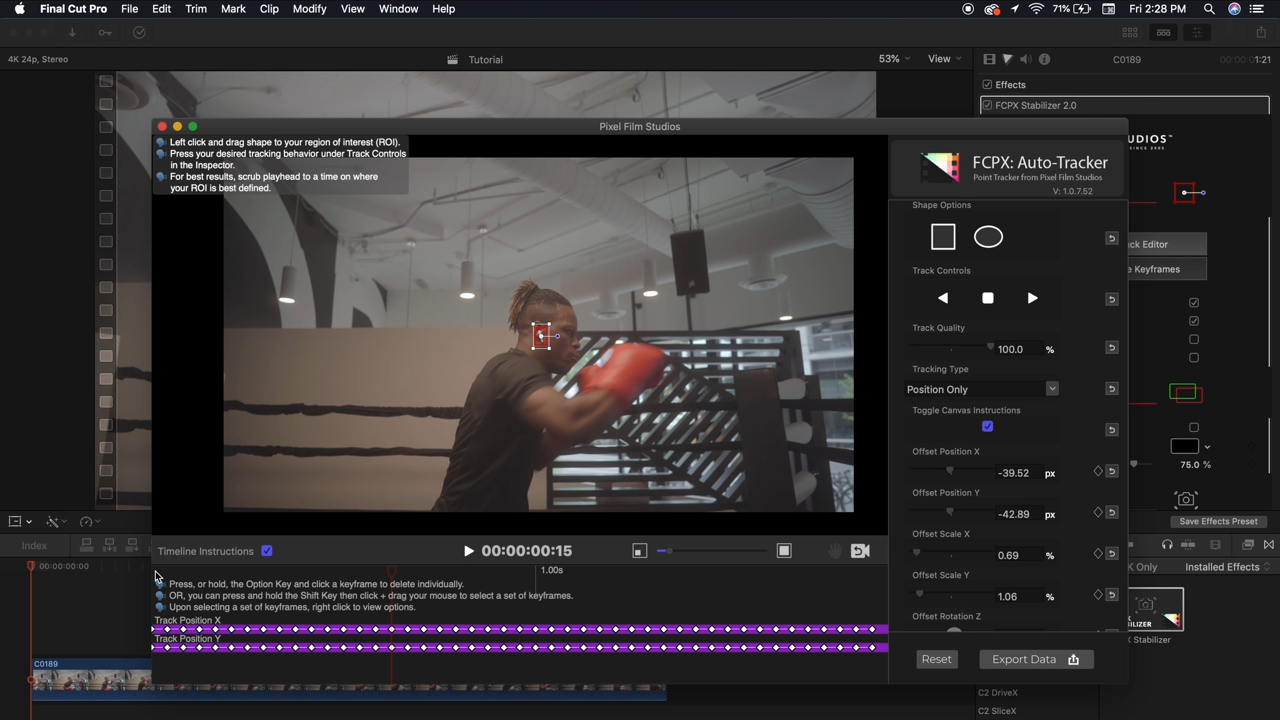 Final Cut Pro File Edit Trim Mark Clip Modify View Window Help 71% Fri 2:28 PM
4K 24p, Stereo Tutorial 53% View C0189 1:21
Effects
FCPX Stabilizer 2.0
Pixel Film Studios
Left click and drag shape to your region of interest (ROI).
Press your desired tracking behavior under Track Controls
in the Inspector.
For best results, scrub playhead to a time on where
your ROI is best defined.
FCPX: Auto-Tracker
Point Tracker from Pixel Film Studios
V: 1.0.7.52
Shape Options
Track Controls
Track Quality
100.0 %
Tracking Type
Position Only
Toggle Canvas Instructions
Offset Position X
-39.52 px
Offset Position Y
-42.89 px
Offset Scale X
0.69 %
Offset Scale Y
1.06 %
Offset Rotation Z
Reset Export Data
SINCE 2005
Editor
Keyframes
75.0 %
Save Effects Preset
Only Installed Effects
Stabilizer
C2 DriveX
C2 SliceX
Index
00:00:00:00
Timeline Instructions 00:00:00:15
1.00s
Press, or hold, the Option Key and click a keyframe to delete individually.
OR, you can press and hold the Shift Key then click + drag your mouse to select a set of keyframes.
Upon selecting a set of keyframes, right click to view options.
Track Position X
Track Position Y
C0189